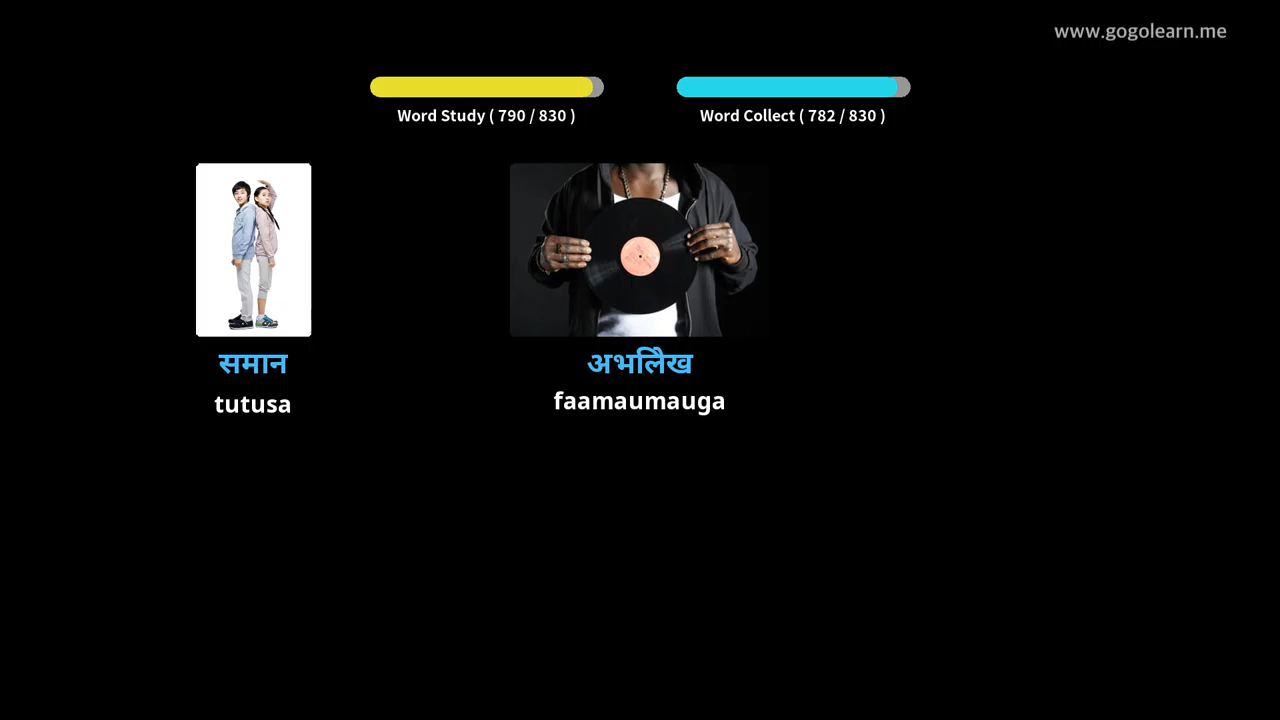 www.gogolearn.me
Word Study ( 790 / 830 )
Word Collect ( 782 / 830 )
समान
अभिलेख
tutusa
faamaumauga